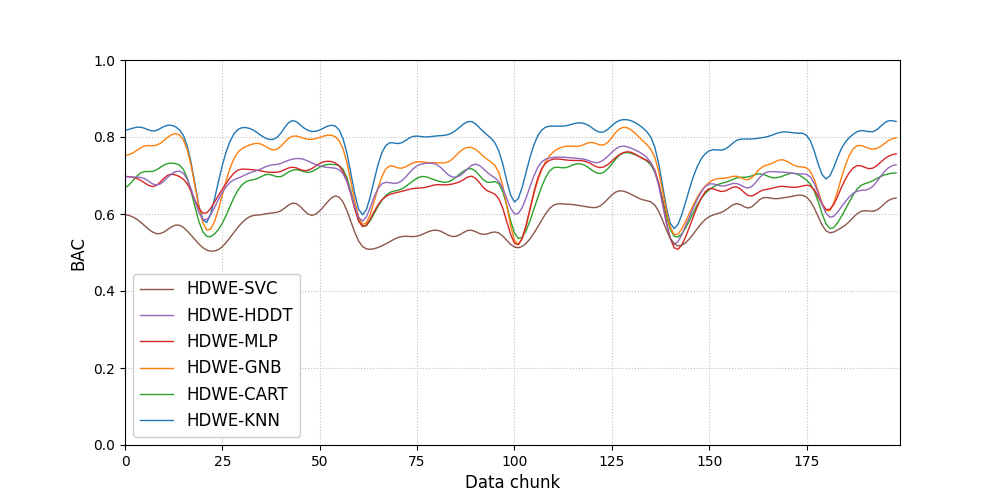 1.0
0.8
0.6
0.4
0.2
0.0
BAC
HDWE-SVC
HDWE-HDDT
HDWE-MLP
HDWE-GNB
HDWE-CART
HDWE-KNN
0 25 50 75 100 125 150 175
Data chunk